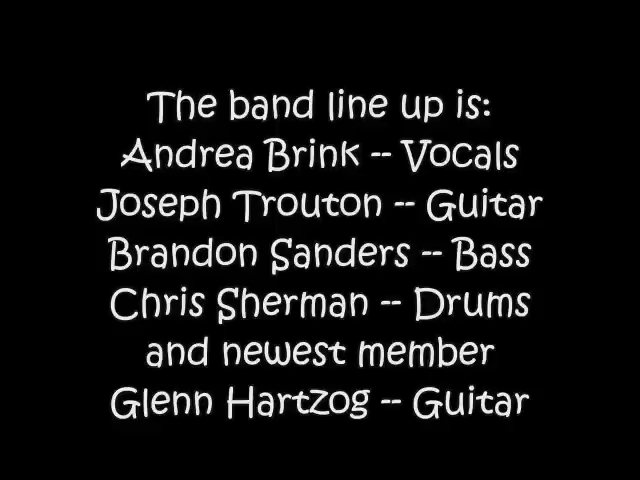 The band line up is:
Andrea Brink -- Vocals
Joseph Trouton -- Guitar
Brandon Sanders -- Bass
Chris Sherman -- Drums
and newest member
Glenn Hartzog -- Guitar